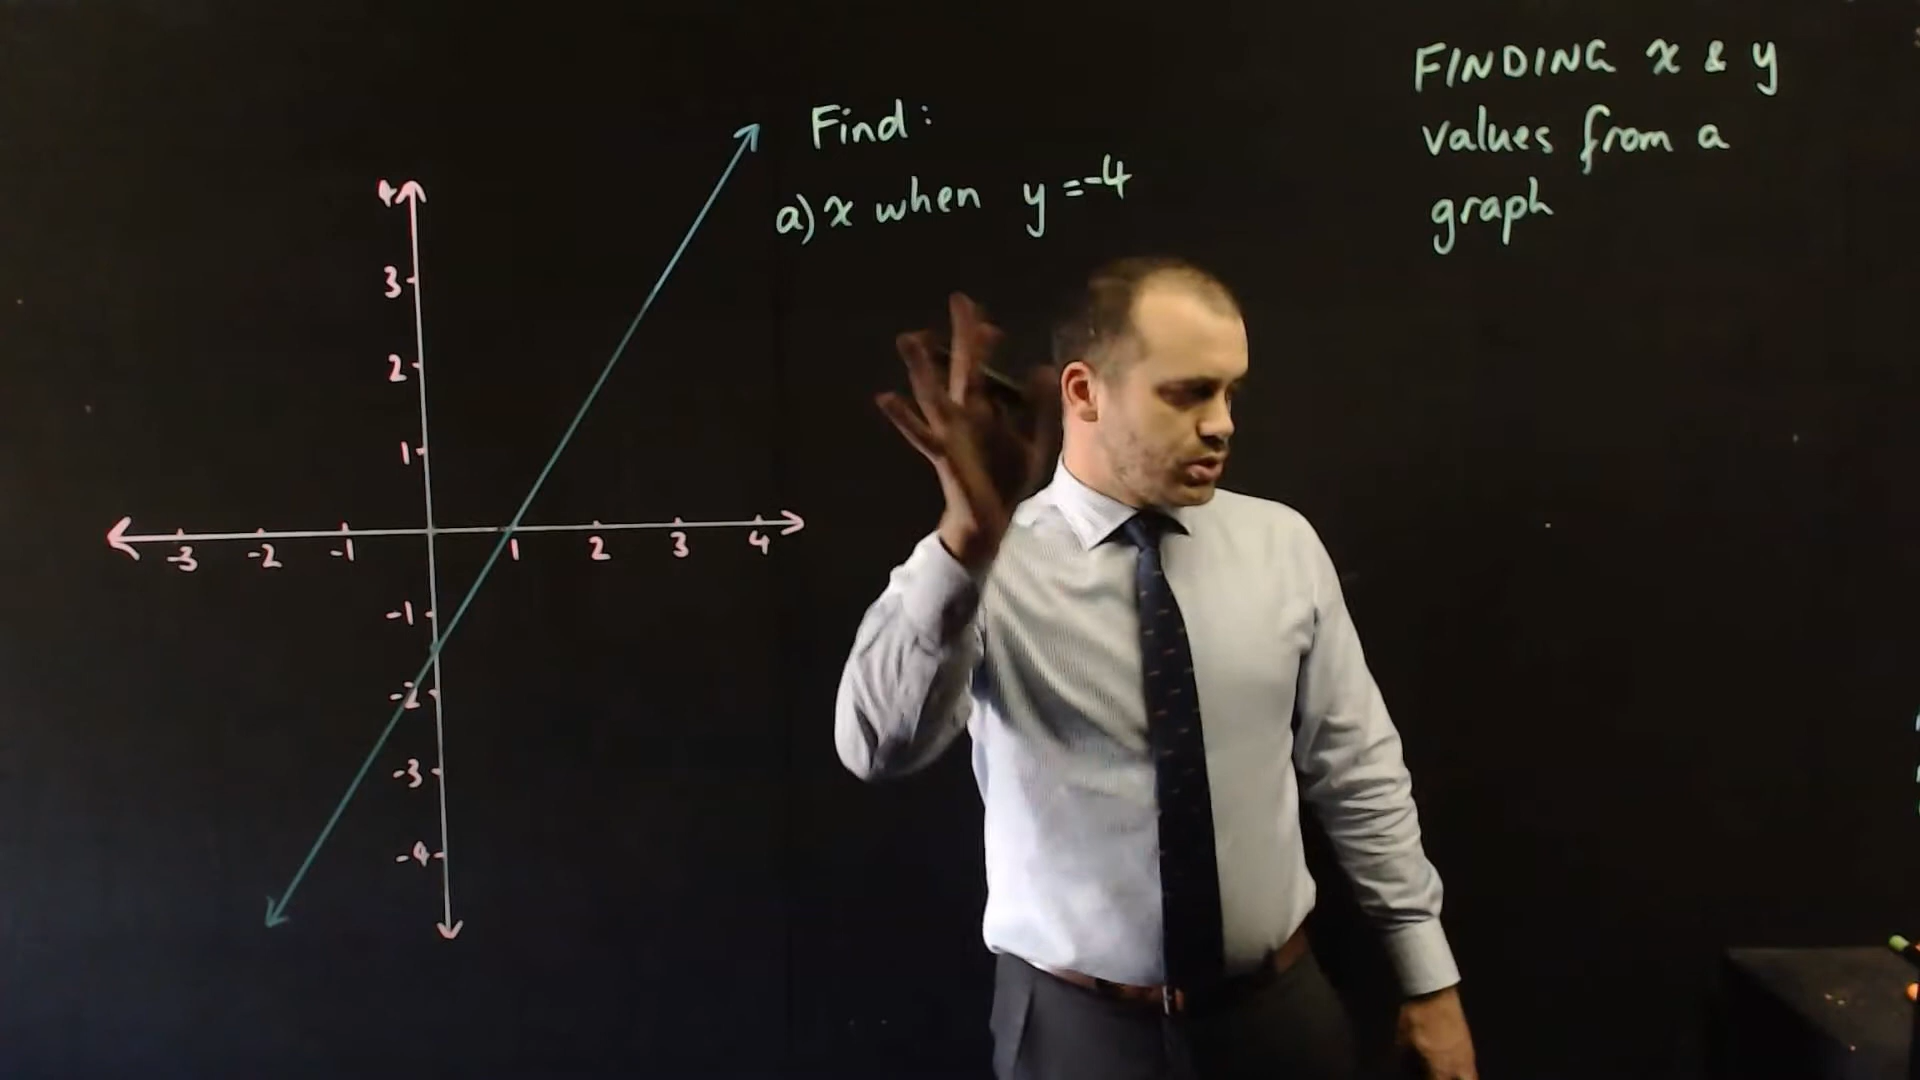 FINDING x & y
values from a
graph
Find:
a) x when y = -4
4
3
2
1
-3 -2 -1 1 2 3 4
-1
-2
-3
-4